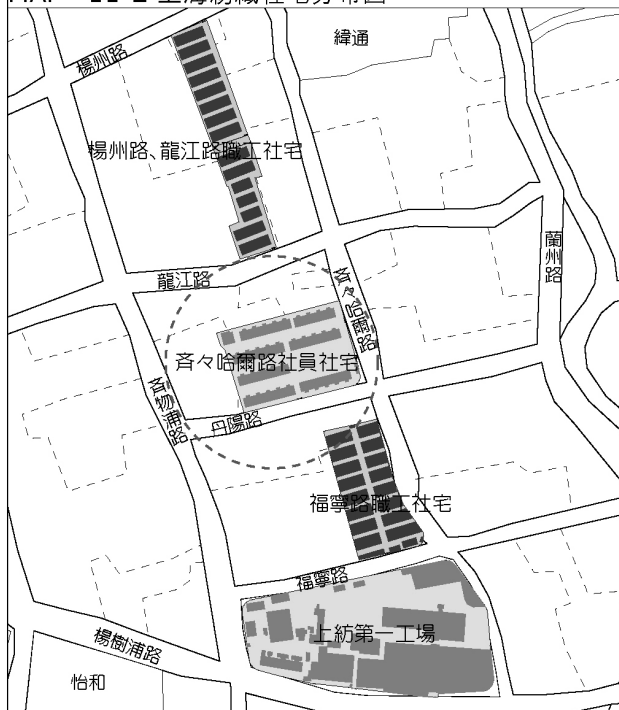 緯通
楊州路
楊州路、龍江路職工社宅
蘭州路
龍江路
斉々哈爾路
斉々哈爾路社員社宅
斉物浦路
丹陽路
福寧路職工社宅
福寧路
上紡第一工場
楊樹浦路
怡和